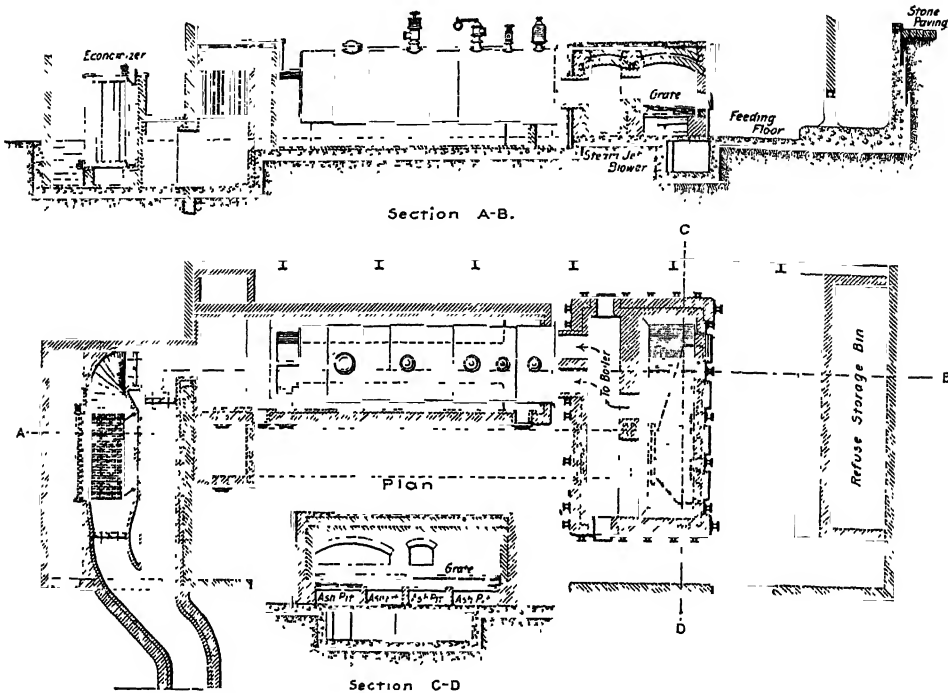 Stone
Paving
Economizer
Grate
Feeding
Floor
Steam Jet
Blower
Section A-B.
C
B
To Boiler
Refuse Storage Bin
A
Plan
Grate
Ash Pit
Ash Pit
Ash Pit
Ash Pit
D
Section C-D